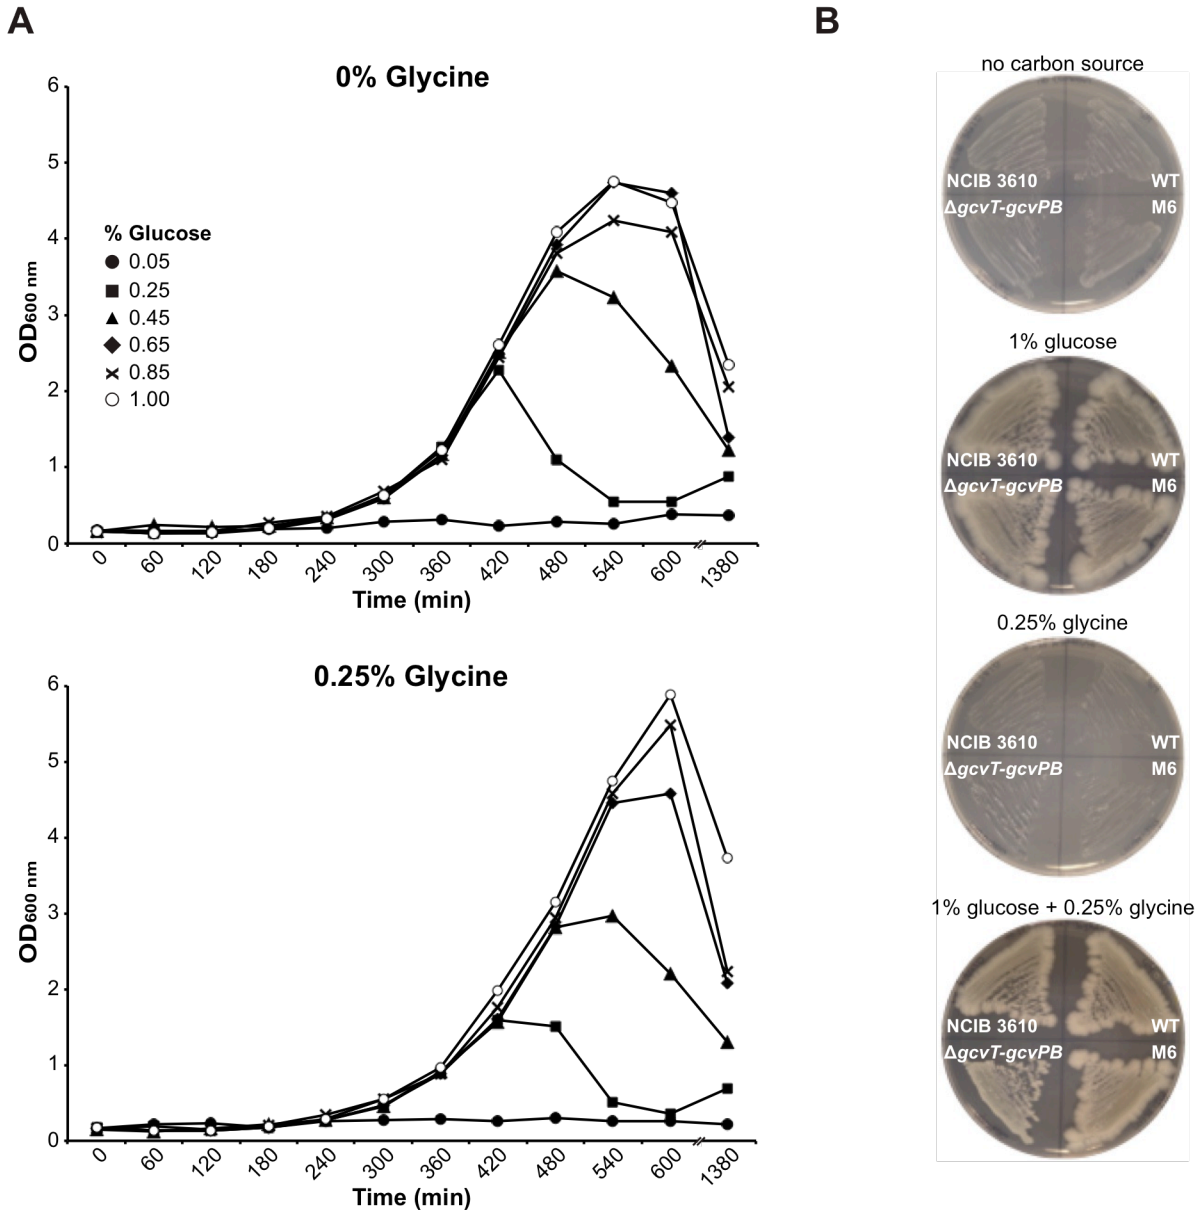 A
0% Glycine
6
5
4
3
2
1
0
OD600 nm
% Glucose
0.05
0.25
0.45
0.65
0.85
1.00
0 60 120 180 240 300 360 420 480 540 600 1380
Time (min)
0.25% Glycine
6
5
4
3
2
1
0
OD600 nm
0 60 120 180 240 300 360 420 480 540 600 1380
Time (min)
B
no carbon source
NCIB 3610 WT
ΔgcvT-gcvPB M6
1% glucose
NCIB 3610 WT
ΔgcvT-gcvPB M6
0.25% glycine
NCIB 3610 WT
ΔgcvT-gcvPB M6
1% glucose + 0.25% glycine
NCIB 3610 WT
ΔgcvT-gcvPB M6